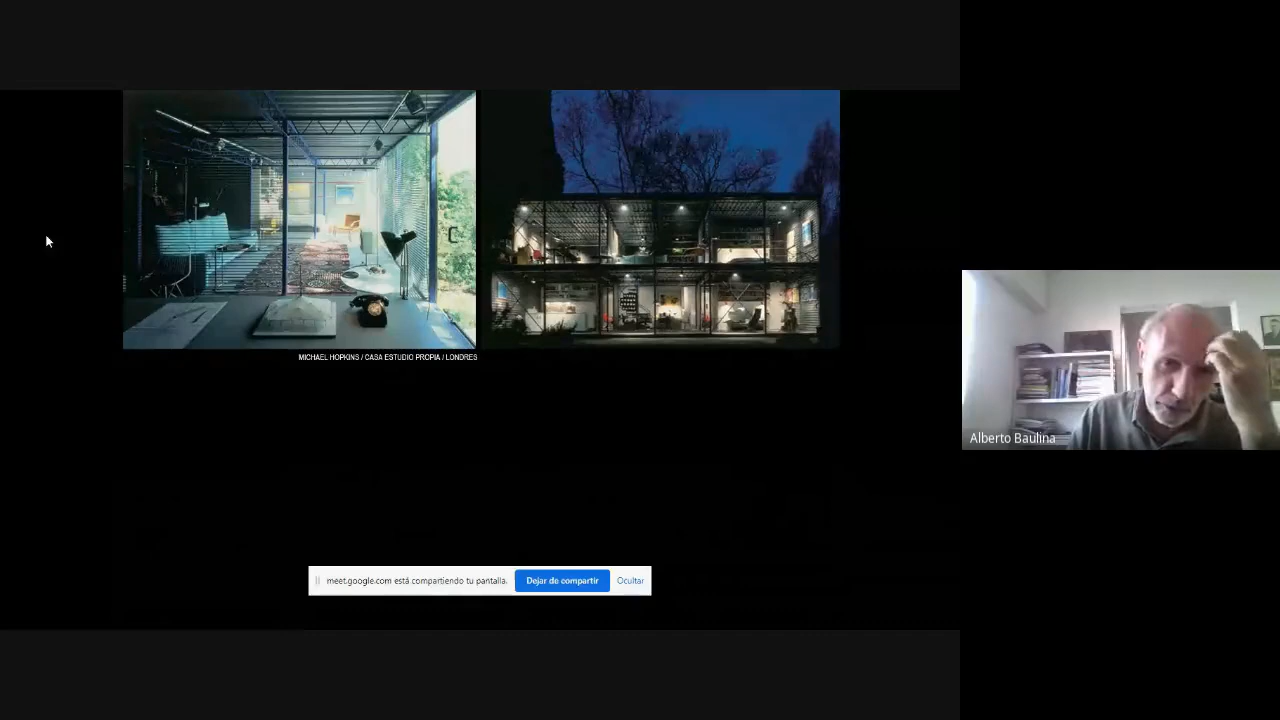 MICHAEL HOPKINS / CASA ESTUDIO PROPIA / LONDRES
Alberto Baulina
meet.google.com está compartiendo tu pantalla. Dejar de compartir Ocultar